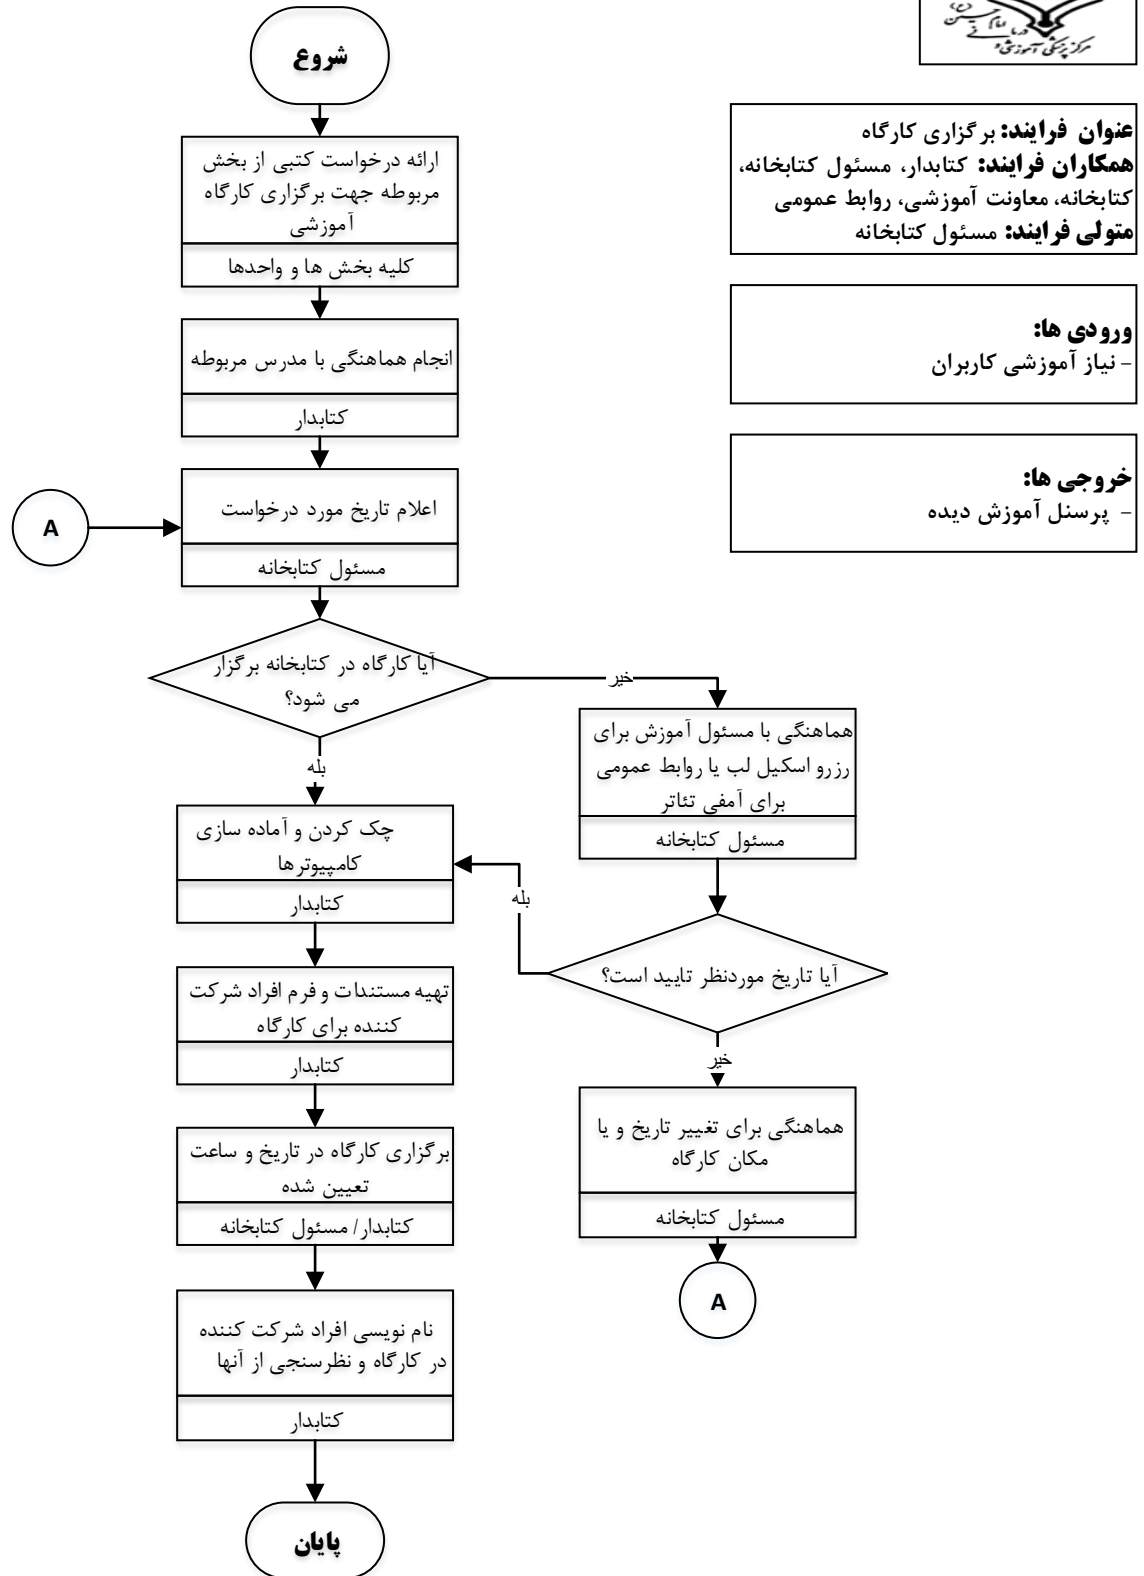 مرکز پزشکی آموزشی و
عنوان فرایند: برگزاری کارگاه
همکاران فرایند: کتابدار، مسئول کتابخانه،
کتابخانه، معاونت آموزشی، روابط عمومی
متولی فرایند: مسئول کتابخانه
ورودی ها:
- نیاز آموزشی کاربران
خروجی ها:
- پرسنل آموزش دیده
شروع
ارائه درخواست کتبی از بخش
مربوطه جهت برگزاری کارگاه
آموزشی
کلیه بخش ها و واحدها
انجام هماهنگی با مدرس مربوطه
کتابدار
A
اعلام تاریخ مورد درخواست
مسئول کتابخانه
آیا کارگاه در کتابخانه برگزار
می شود؟
خیر
بله
هماهنگی با مسئول آموزش برای
رزرو اسکیل لب یا روابط عمومی
برای آمفی تئاتر
مسئول کتابخانه
چک کردن و آماده سازی
کامپیوترها
کتابدار
بله
آیا تاریخ موردنظر تایید است؟
خیر
تهیه مستندات و فرم افراد شرکت
کننده برای کارگاه
کتابدار
هماهنگی برای تغییر تاریخ و یا
مکان کارگاه
مسئول کتابخانه
A
برگزاری کارگاه در تاریخ و ساعت
تعیین شده
کتابدار/ مسئول کتابخانه
نام نویسی افراد شرکت کننده
در کارگاه و نظرسنجی از آنها
کتابدار
پایان